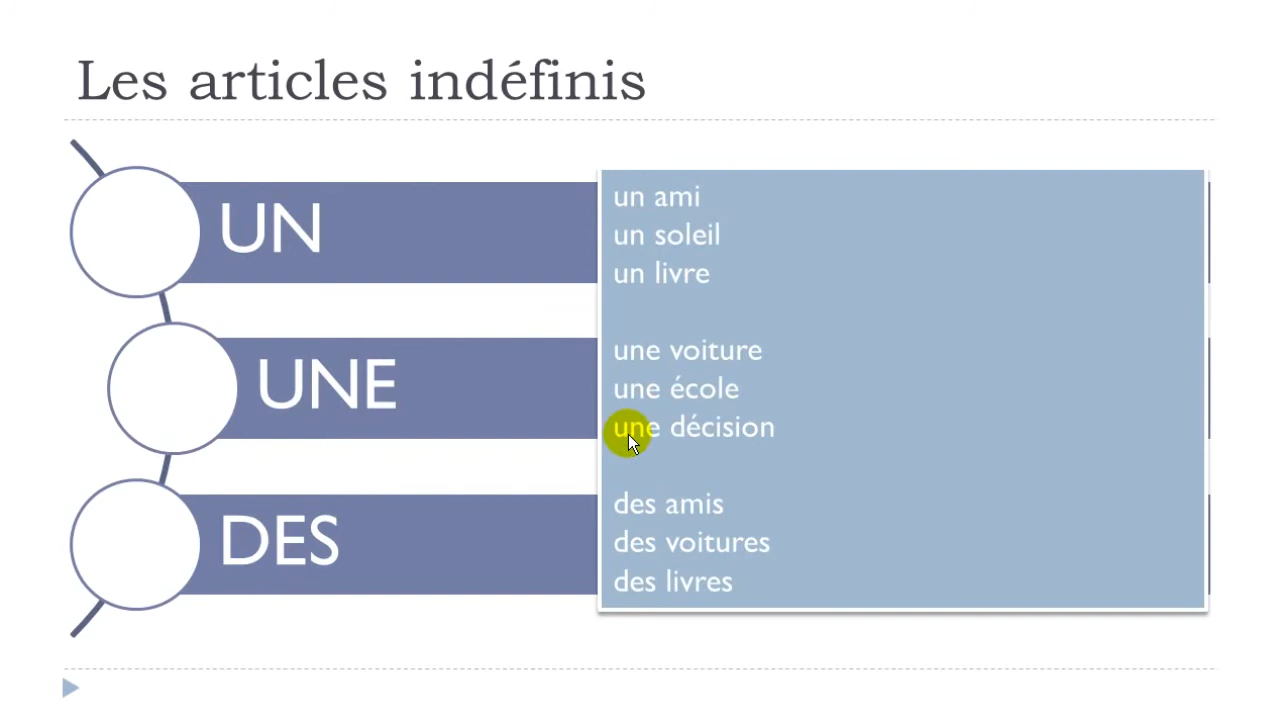 Les articles indéfinis
UN
un ami
un soleil
un livre
UNE
une voiture
une école
une décision
DES
des amis
des voitures
des livres